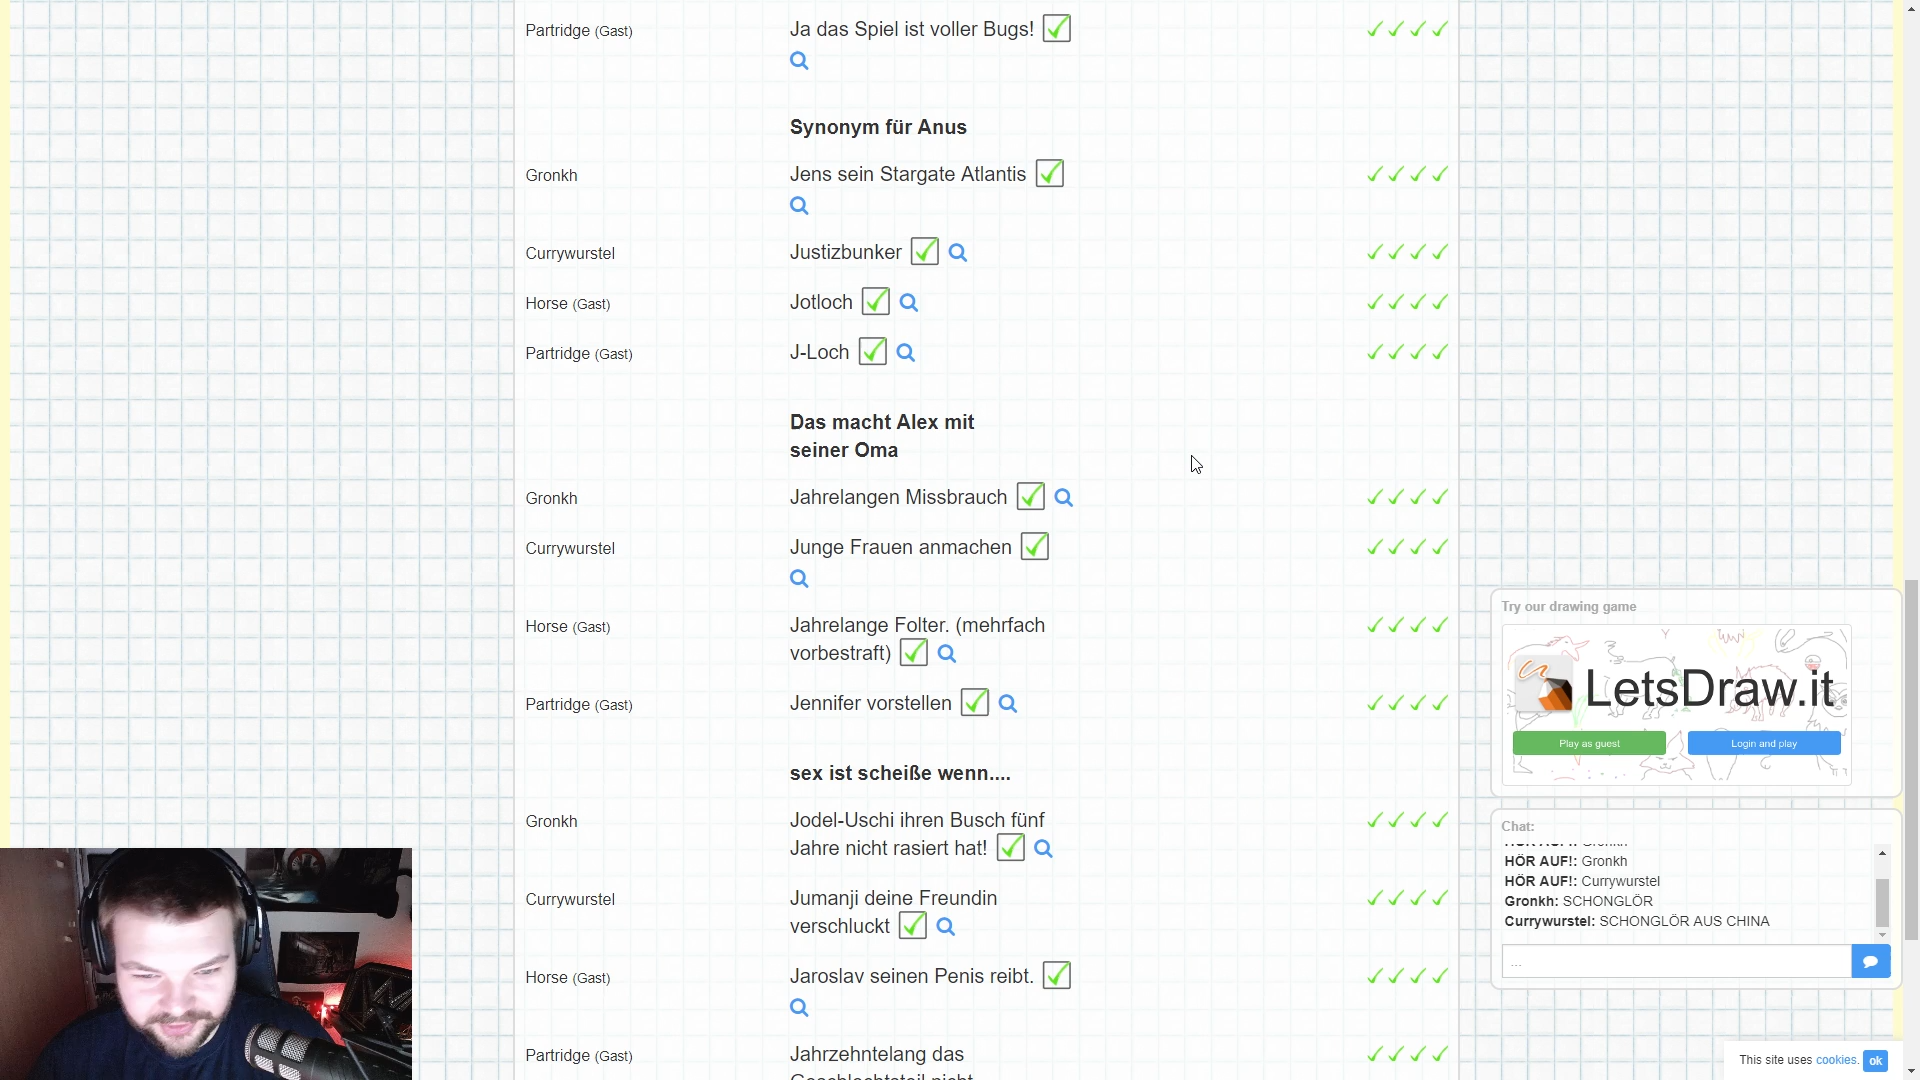 Partridge (Gast)
Ja das Spiel ist voller Bugs!
Synonym für Anus
Gronkh
Jens sein Stargate Atlantis
Currywurstel
Justizbunker
Horse (Gast)
Jotloch
Partridge (Gast)
J-Loch
Das macht Alex mit
seiner Oma
Gronkh
Jahrelangen Missbrauch
Currywurstel
Junge Frauen anmachen
Horse (Gast)
Jahrelange Folter. (mehrfach
vorbestraft)
Partridge (Gast)
Jennifer vorstellen
sex ist scheiße wenn....
Gronkh
Jodel-Uschi ihren Busch fünf
Jahre nicht rasiert hat!
Currywurstel
Jumanji deine Freundin
verschluckt
Horse (Gast)
Jaroslav seinen Penis reibt.
Partridge (Gast)
Jahrzehntelang das
Try our drawing game
LetsDraw.it
Play as guest
Login and play
Chat:
HÖR AUF!: Gronkh
HÖR AUF!: Gronkh
HÖR AUF!: Currywurstel
Gronkh: SCHONGLÖR
Currywurstel: SCHONGLÖR AUS CHINA
...
This site uses cookies. ok